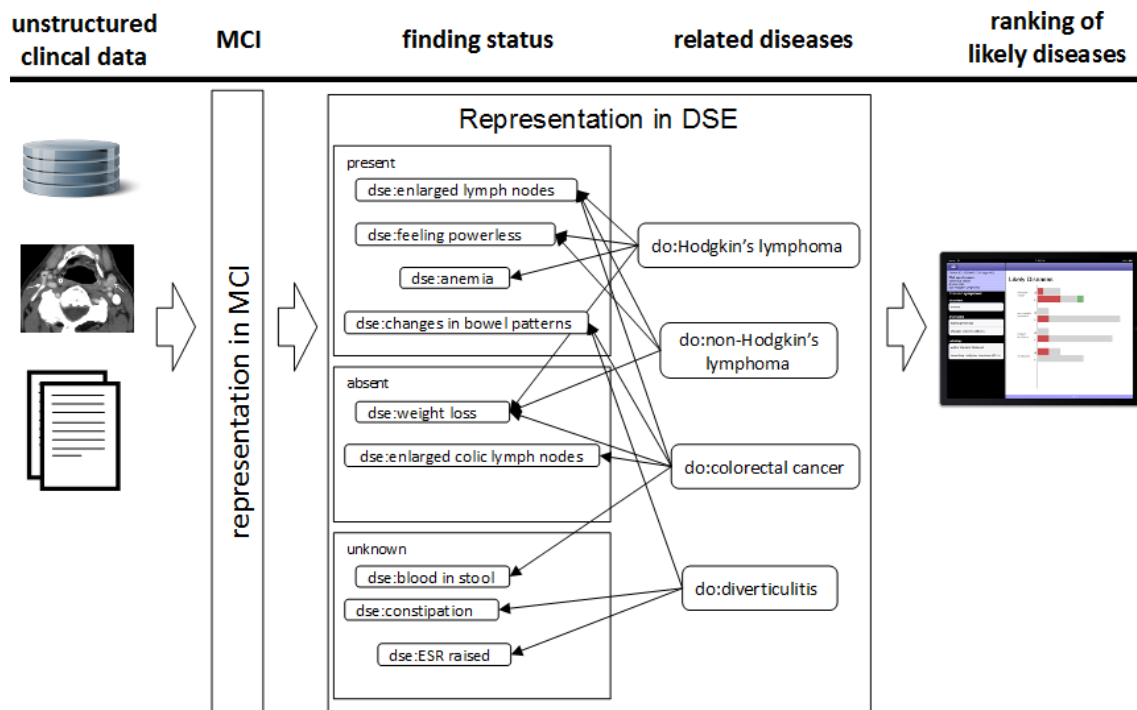 unstructured
clincal data
MCI
finding status
related diseases
ranking of
likely diseases
representation in MCI
Representation in DSE
present
dse:enlarged lymph nodes
dse:feeling powerless
dse:anemia
dse:changes in bowel patterns
absent
dse:weight loss
dse:enlarged colic lymph nodes
unknown
dse:blood in stool
dse:constipation
dse:ESR raised
do:Hodgkin's lymphoma
do:non-Hodgkin's
lymphoma
do:colorectal cancer
do:diverticulitis
Likely Diseases